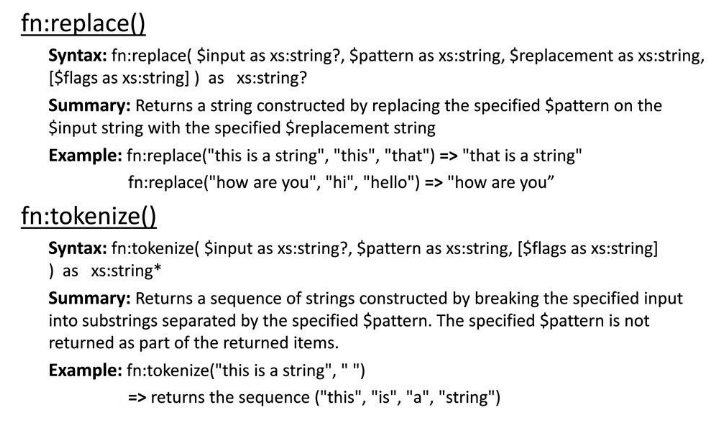 fn:replace()
Syntax: fn:replace( $input as xs:string?, $pattern as xs:string, $replacement as xs:string,
[$flags as xs:string] ) as xs:string?
Summary: Returns a string constructed by replacing the specified $pattern on the
$input string with the specified $replacement string
Example: fn:replace("this is a string", "this", "that") => "that is a string"
fn:replace("how are you", "hi", "hello") => "how are you”
fn:tokenize()
Syntax: fn:tokenize( $input as xs:string?, $pattern as xs:string, [$flags as xs:string]
) as xs:string*
Summary: Returns a sequence of strings constructed by breaking the specified input
into substrings separated by the specified $pattern. The specified $pattern is not
returned as part of the returned items.
Example: fn:tokenize("this is a string", " ")
=> returns the sequence ("this", "is", "a", "string")